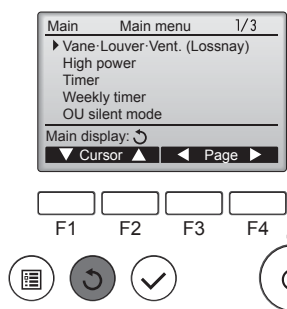 Main Main menu 1/3
Vane·Louver·Vent. (Lossnay)
High power
Timer
Weekly timer
OU silent mode
Main display:
Cursor Page
F1 F2 F3 F4